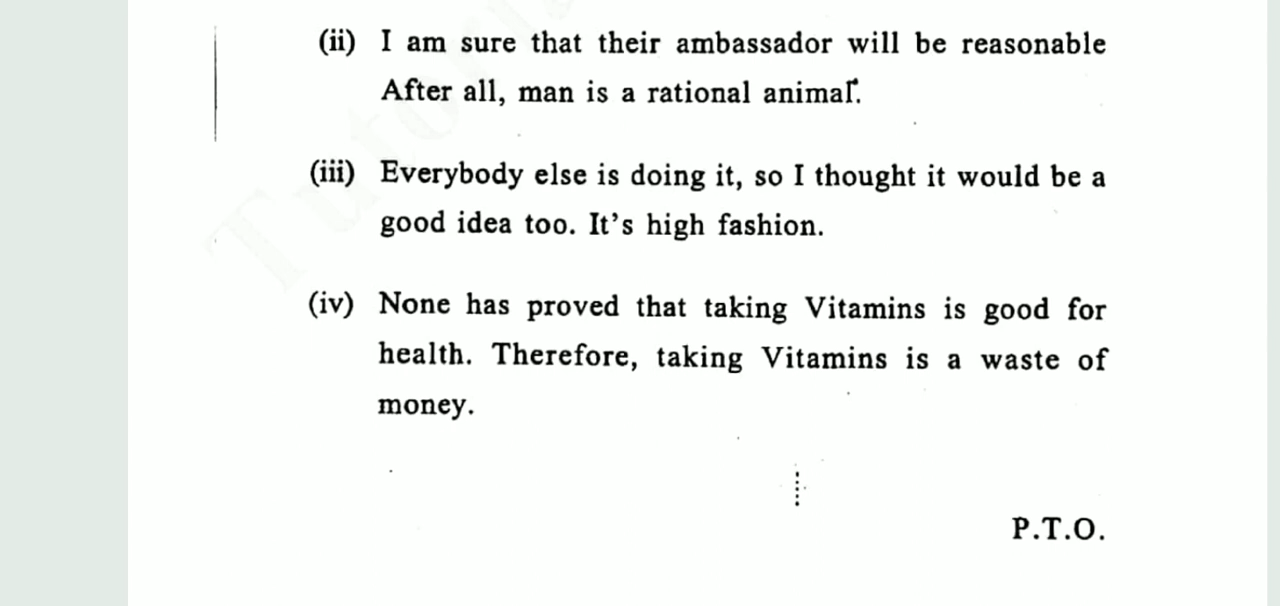 (ii) I am sure that their ambassador will be reasonable
After all, man is a rational animal.
(iii) Everybody else is doing it, so I thought it would be a
good idea too. It's high fashion.
(iv) None has proved that taking Vitamins is good for
health. Therefore, taking Vitamins is a waste of
money.
P.T.O.